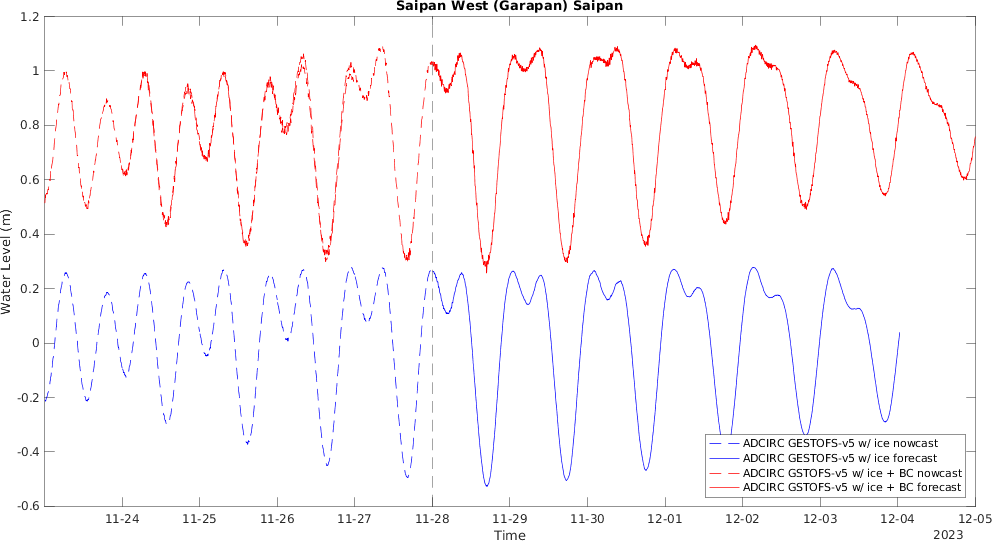 Saipan West (Garapan) Saipan
1.2
1
0.8
0.6
0.4
0.2
0
-0.2
-0.4
-0.6
Water Level (m)
ADCIRC GESTOFS-v5 w/ ice nowcast
ADCIRC GESTOFS-v5 w/ ice forecast
ADCIRC GSTOFS-v5 w/ ice + BC nowcast
ADCIRC GSTOFS-v5 w/ ice + BC forecast
11-24 11-25 11-26 11-27 11-28 11-29 11-30 12-01 12-02 12-03 12-04 12-05
Time
2023